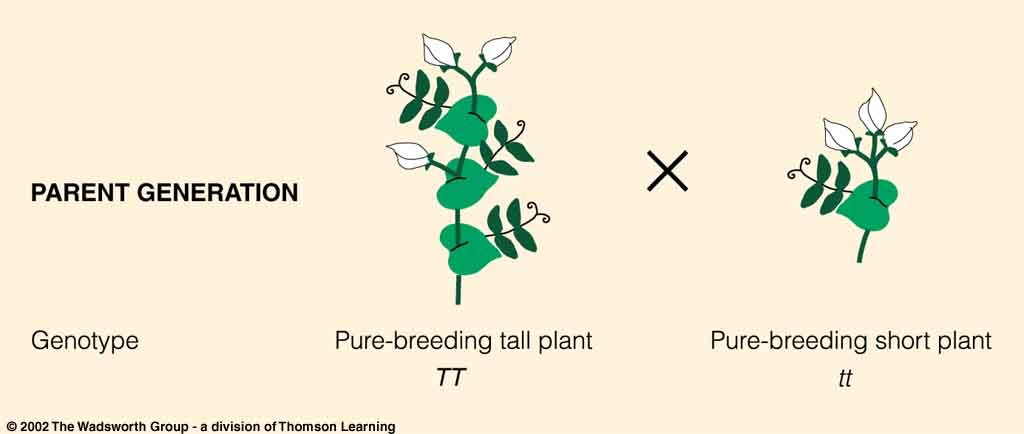 PARENT GENERATION
×
Genotype
Pure-breeding tall plant
Pure-breeding short plant
TT
tt
© 2002 The Wadsworth Group - a division of Thomson Learning